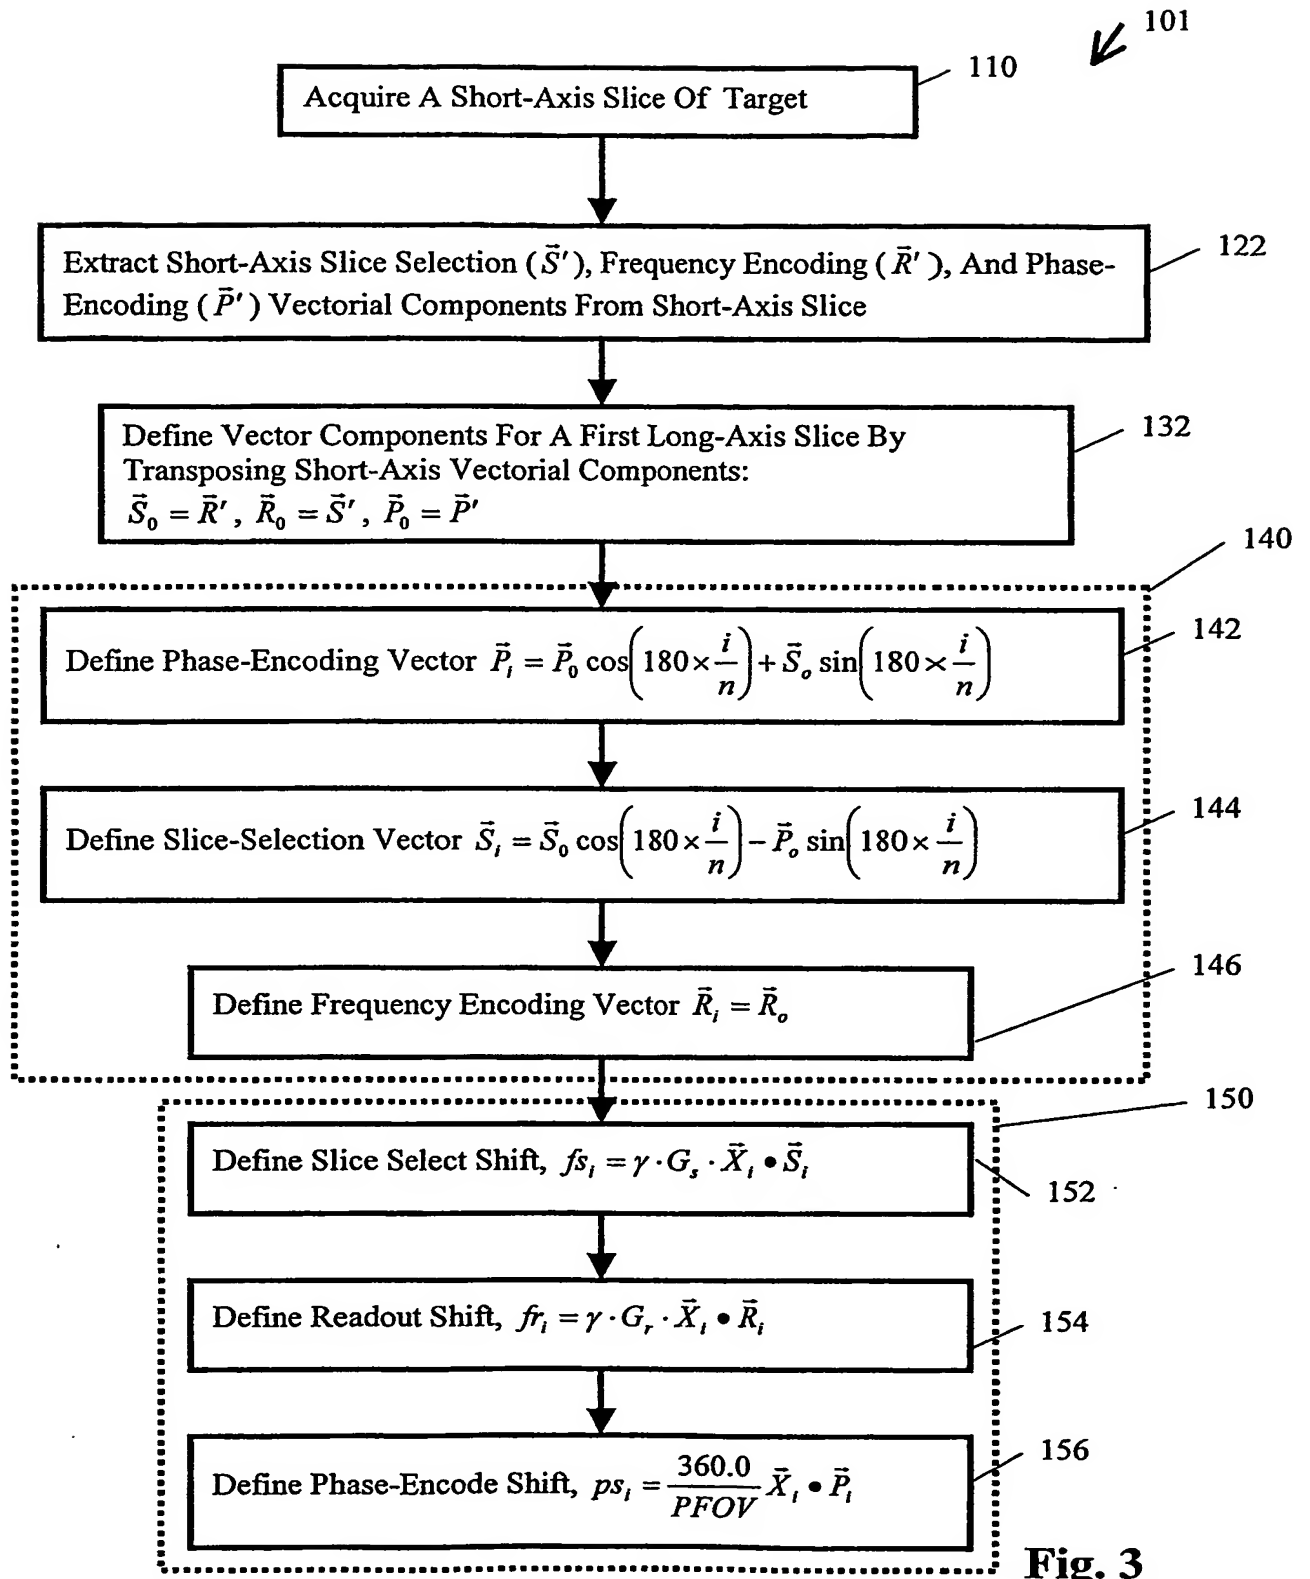 101
110
Acquire A Short-Axis Slice Of Target
122
Extract Short-Axis Slice Selection (S⃗'), Frequency Encoding (R⃗'), And Phase-
Encoding (P⃗') Vectorial Components From Short-Axis Slice
132
Define Vector Components For A First Long-Axis Slice By
Transposing Short-Axis Vectorial Components:
S⃗₀ = R⃗', R⃗₀ = S⃗', P⃗₀ = P⃗'
140
142
Define Phase-Encoding Vector P⃗ᵢ = P⃗₀ cos(180 × i/n) + S⃗ₒ sin(180 × i/n)
144
Define Slice-Selection Vector S⃗ᵢ = S⃗₀ cos(180 × i/n) − P⃗ₒ sin(180 × i/n)
146
Define Frequency Encoding Vector R⃗ᵢ = R⃗ₒ
150
Define Slice Select Shift, fsᵢ = γ · Gₛ · X⃗ᵢ • S⃗ᵢ
152
Define Readout Shift, frᵢ = γ · Gᵣ · X⃗ᵢ • R⃗ᵢ
154
Define Phase-Encode Shift, psᵢ = 360.0/PFOV X⃗ᵢ • P⃗ᵢ
156
Fig. 3